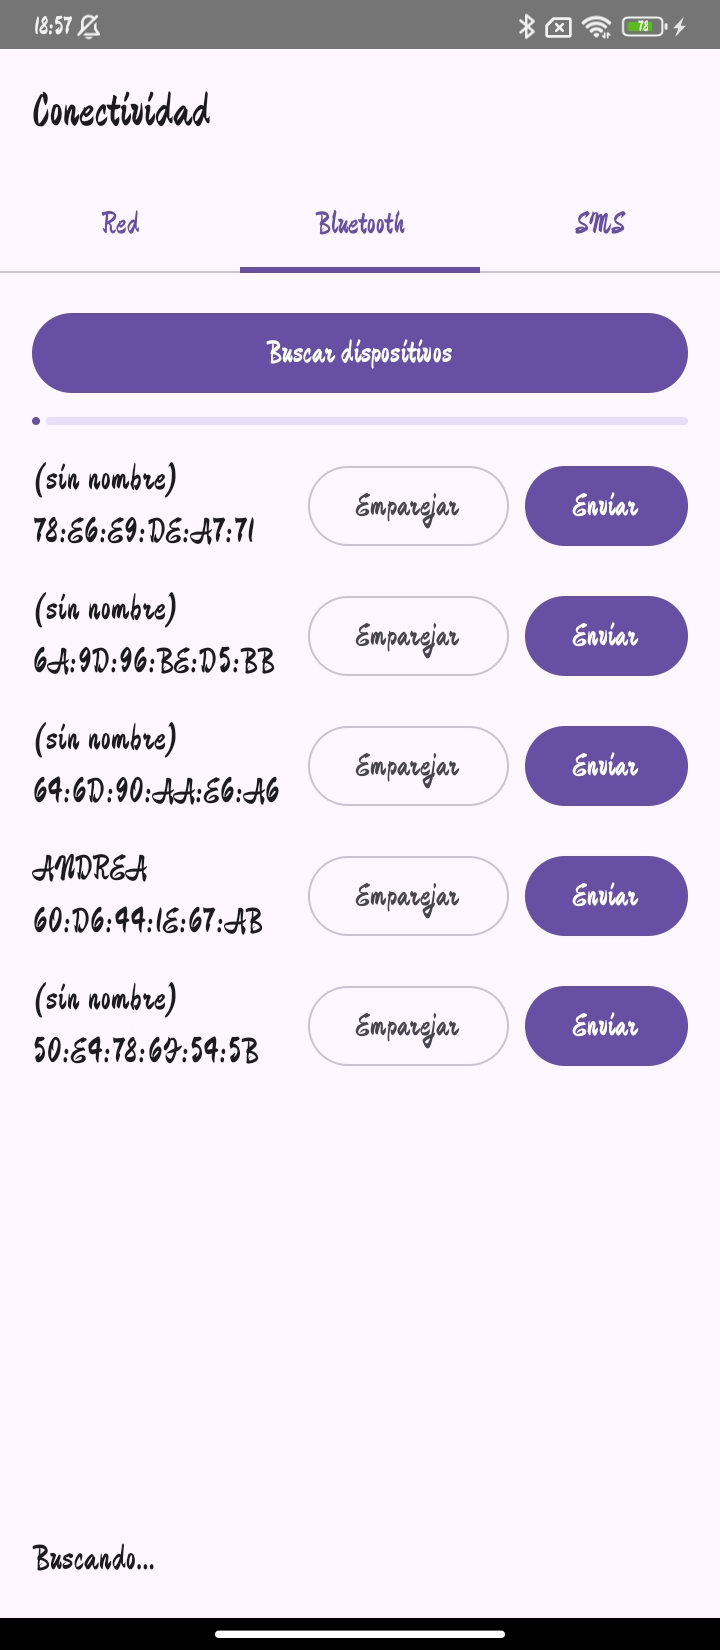 18:57
78
Conectividad
Red Bluetooth SMS
Buscar dispositivos
(sin nombre)
78:E6:E9:DE:A7:71
Emparejar Enviar
(sin nombre)
6A:9D:96:BE:D5:BB
Emparejar Enviar
(sin nombre)
64:6D:90:AA:E6:A6
Emparejar Enviar
ANDREA
60:D6:44:1E:67:AB
Emparejar Enviar
(sin nombre)
50:E4:78:6F:54:5B
Emparejar Enviar
Buscando...